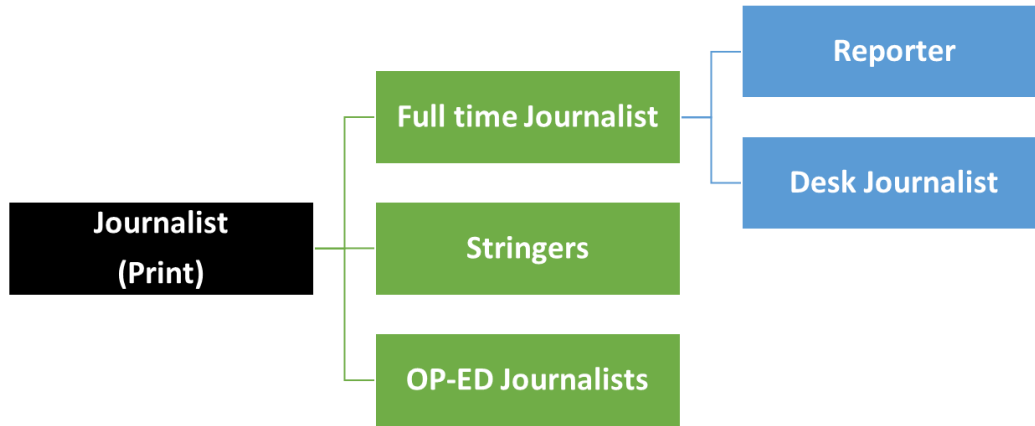 Journalist
(Print)
Full time Journalist
Stringers
OP-ED Journalists
Reporter
Desk Journalist